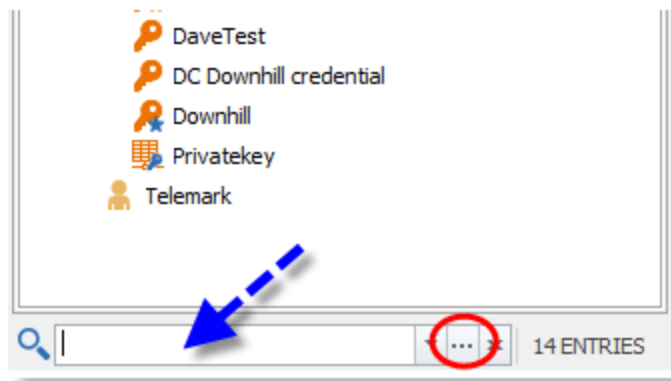 DaveTest
DC Downhill credential
Downhill
Privatekey
Telemark
14 ENTRIES